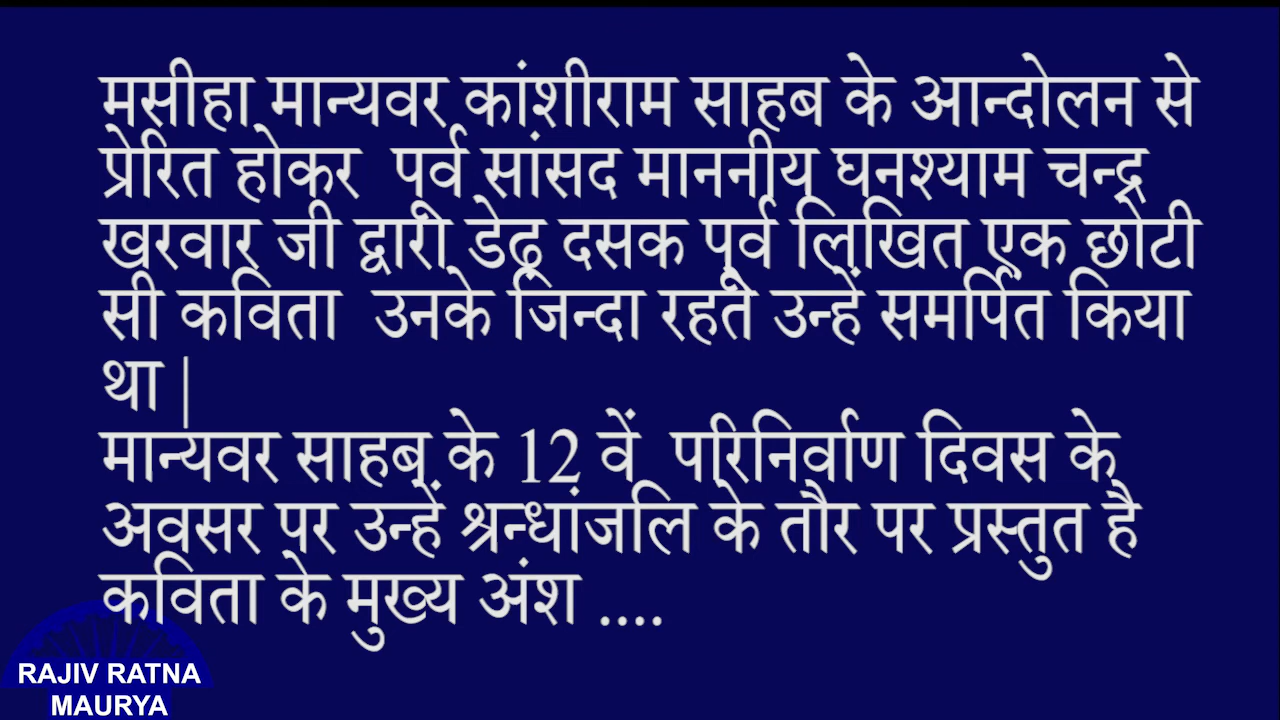 मसीहा मान्यवर कांशीराम साहब के आन्दोलन से
प्रेरित होकर पूर्व सांसद माननीय घनश्याम चन्द्र
खरवार जी द्वारा डेढ़ दसक पूर्व लिखित एक छोटी
सी कविता उनके जिन्दा रहते उन्हें समर्पित किया
था |
मान्यवर साहब के 12 वें परिनिर्वाण दिवस के
अवसर पर उन्हें श्रन्धांजलि के तौर पर प्रस्तुत है
कविता के मुख्य अंश ....
RAJIV RATNA
MAURYA